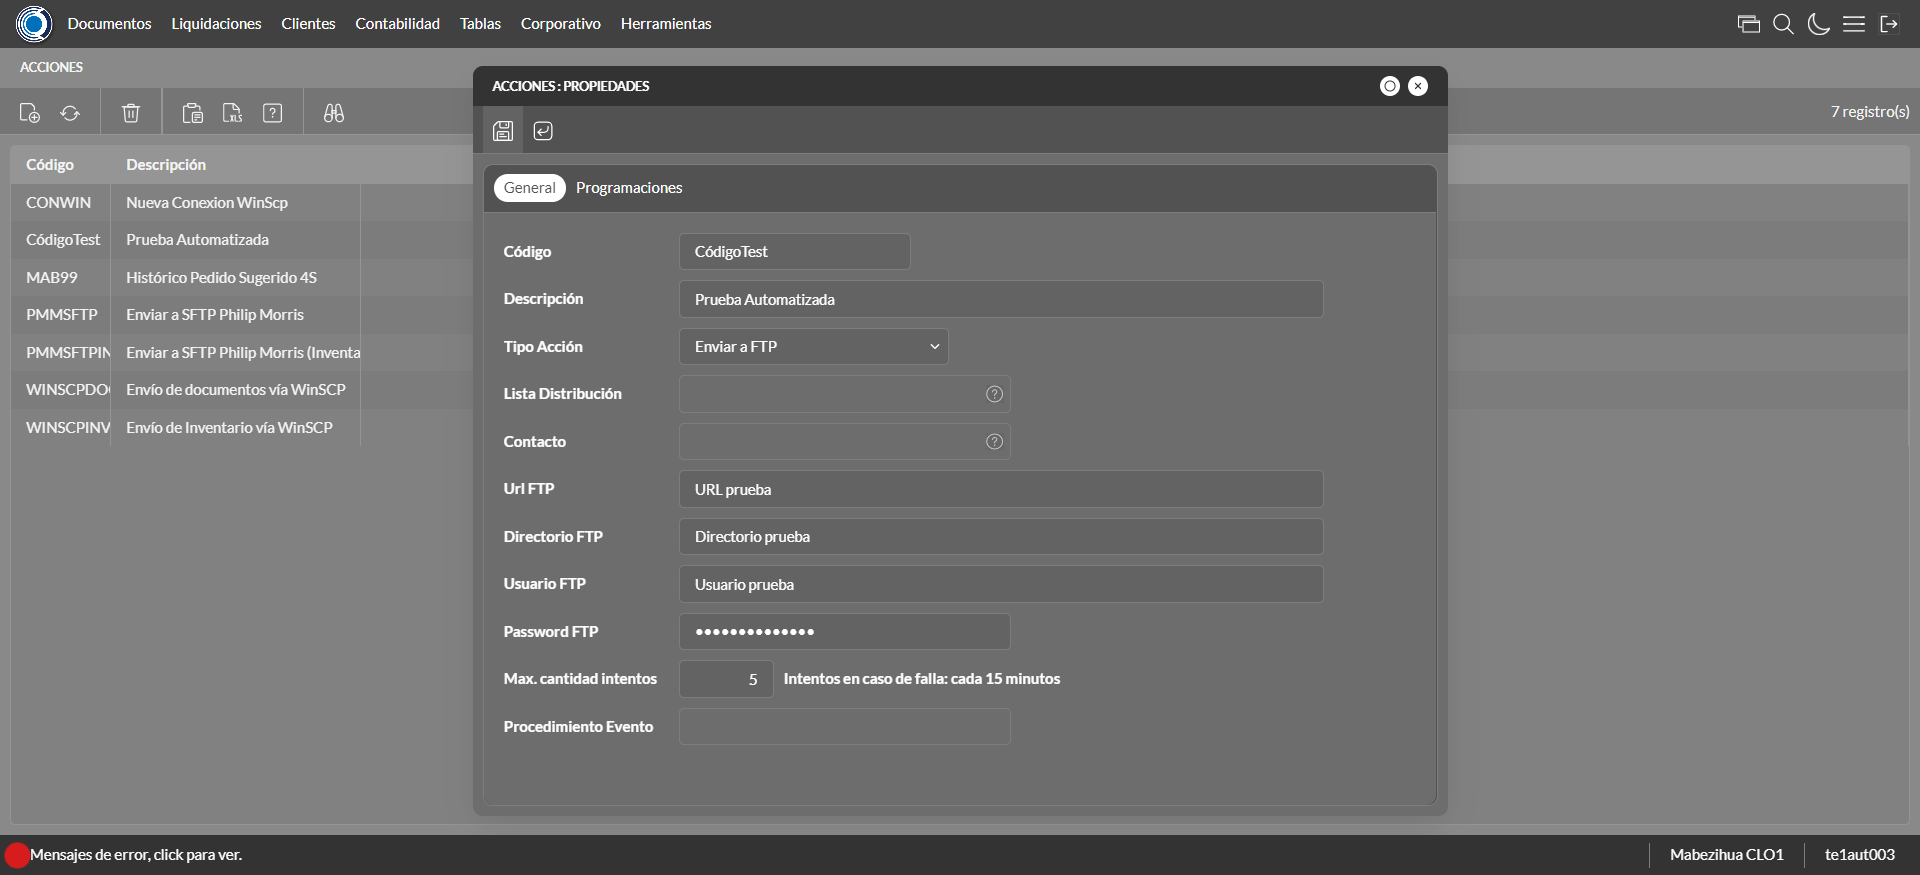 Documentos Liquidaciones Clientes Contabilidad Tablas Corporativo Herramientas
ACCIONES
XLS
7 registro(s)
Código Descripción
CONWIN Nueva Conexion WinScp
CódigoTest Prueba Automatizada
MAB99 Histórico Pedido Sugerido 4S
PMMSFTP Enviar a SFTP Philip Morris
PMMSFTPIN Enviar a SFTP Philip Morris (Inventa
WINSCPDO Envío de documentos vía WinSCP
WINSCPINV Envío de Inventario vía WinSCP
ACCIONES : PROPIEDADES
General Programaciones
Código CódigoTest
Descripción Prueba Automatizada
Tipo Acción Enviar a FTP
Lista Distribución
Contacto
Url FTP URL prueba
Directorio FTP Directorio prueba
Usuario FTP Usuario prueba
Password FTP ••••••••••••••
Max. cantidad intentos 5 Intentos en caso de falla: cada 15 minutos
Procedimiento Evento
Mensajes de error, click para ver.
Mabezihua CLO1 te1aut003